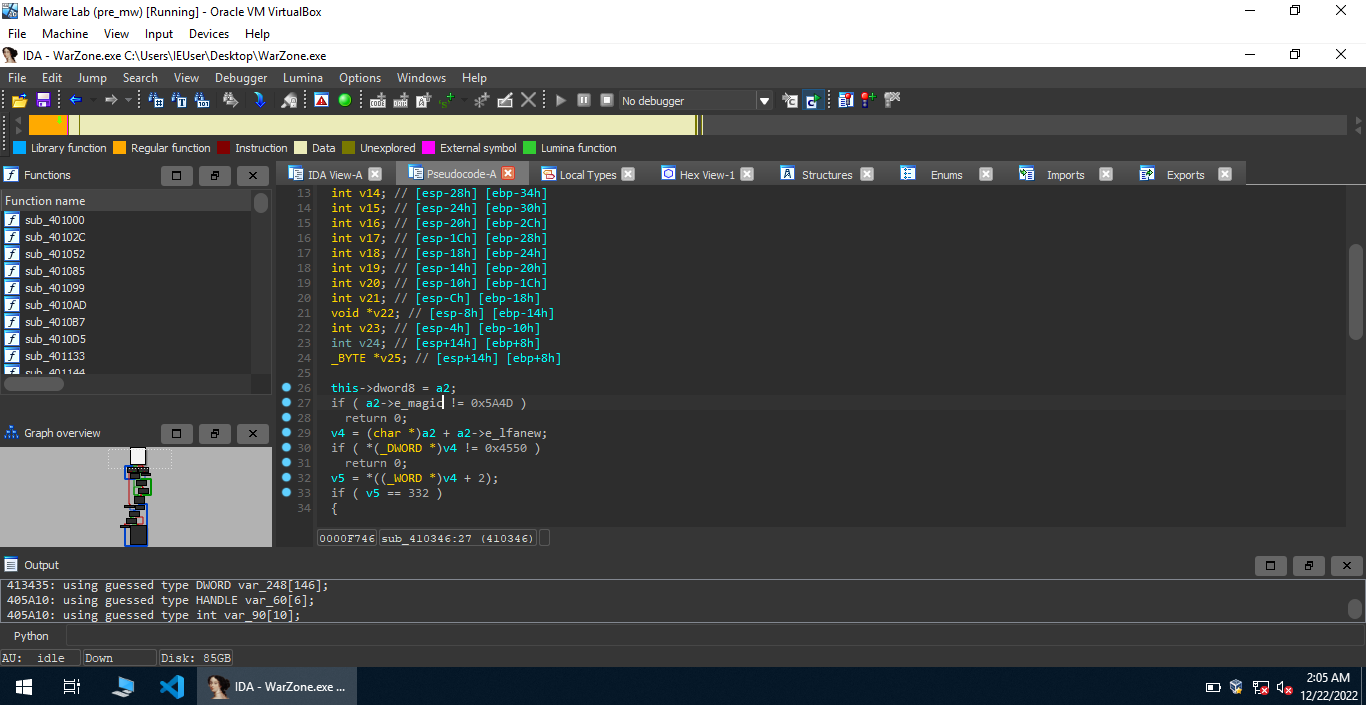 Malware Lab (pre_mw) [Running] - Oracle VM VirtualBox
File Machine View Input Devices Help
IDA - WarZone.exe C:\Users\IEUser\Desktop\WarZone.exe
File Edit Jump Search View Debugger Lumina Options Windows Help
No debugger
Library function Regular function Instruction Data Unexplored External symbol Lumina function
Functions
IDA View-A Pseudocode-A Local Types Hex View-1 Structures Enums Imports Exports
Function name
sub_401000
sub_40102C
sub_401052
sub_401085
sub_401099
sub_4010AD
sub_4010B7
sub_4010D5
sub_401133
sub_401144
Graph overview
13 int v14; // [esp-28h] [ebp-34h]
14 int v15; // [esp-24h] [ebp-30h]
15 int v16; // [esp-20h] [ebp-2Ch]
16 int v17; // [esp-1Ch] [ebp-28h]
17 int v18; // [esp-18h] [ebp-24h]
18 int v19; // [esp-14h] [ebp-20h]
19 int v20; // [esp-10h] [ebp-1Ch]
20 int v21; // [esp-Ch] [ebp-18h]
21 void *v22; // [esp-8h] [ebp-14h]
22 int v23; // [esp-4h] [ebp-10h]
23 int v24; // [esp+14h] [ebp+8h]
24 _BYTE *v25; // [esp+14h] [ebp+8h]
25
26 this->dword8 = a2;
27 if ( a2->e_magic != 0x5A4D )
28 return 0;
29 v4 = (char *)a2 + a2->e_lfanew;
30 if ( *(_DWORD *)v4 != 0x4550 )
31 return 0;
32 v5 = *((_WORD *)v4 + 2);
33 if ( v5 == 332 )
34 {
0000F746 sub_410346:27 (410346)
Output
413435: using guessed type DWORD var_248[146];
405A10: using guessed type HANDLE var_60[6];
405A10: using guessed type int var_90[10];
Python
AU: idle Down Disk: 85GB
IDA - WarZone.exe ...
2:05 AM
12/22/2022